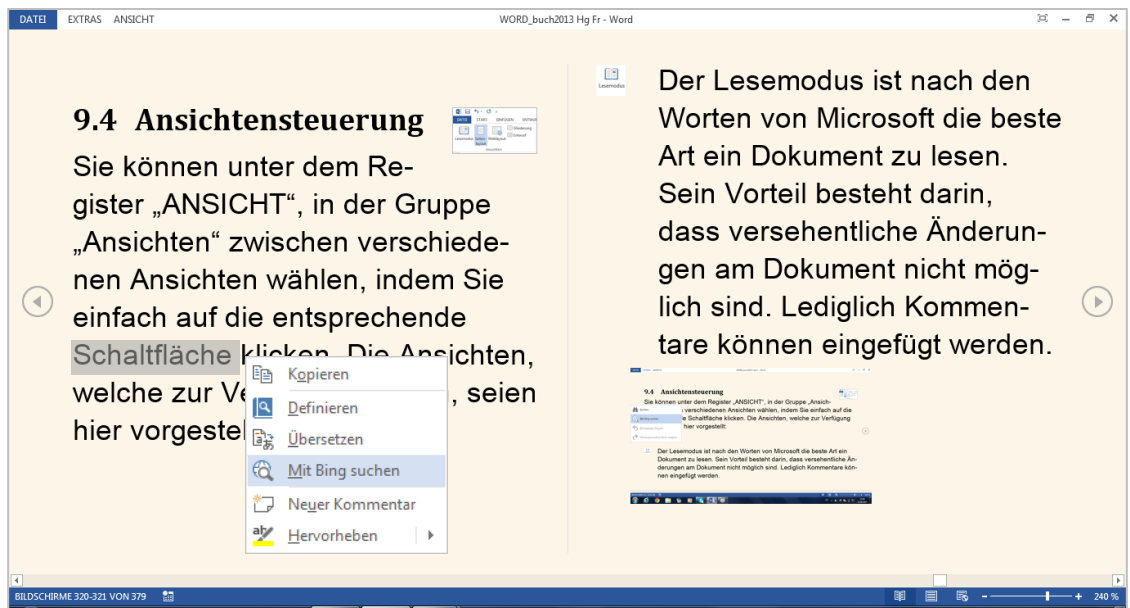 DATEI EXTRAS ANSICHT WORD_buch2013 Hg Fr - Word
9.4 Ansichtensteuerung
Sie können unter dem Re-
gister „ANSICHT“, in der Gruppe
„Ansichten“ zwischen verschiede-
nen Ansichten wählen, indem Sie
einfach auf die entsprechende
Schaltfläche klicken. Die Ansichten,
welche zur , seien
hier
Kopieren
Definieren
Übersetzen
Mit Bing suchen
Neuer Kommentar
Hervorheben
Lesemodus
Der Lesemodus ist nach den
Worten von Microsoft die beste
Art ein Dokument zu lesen.
Sein Vorteil besteht darin,
dass versehentliche Änderun-
gen am Dokument nicht mög-
lich sind. Lediglich Kommen-
tare können eingefügt werden.
9.4 Ansichtensteuerung
Sie können unter dem Register „ANSICHT“, in der Gruppe „Ansich-
verschiedenen Ansichten wählen, indem Sie einfach auf die
Schaltfläche klicken. Die Ansichten, welche zur Verfügung
hier vorgestellt:
Mit Bing suchen
Der Lesemodus ist nach den Worten von Microsoft die beste Art ein
Dokument zu lesen. Sein Vorteil besteht darin, dass versehentliche Än-
derungen am Dokument nicht möglich sind. Lediglich Kommentare kön-
nen eingefügt werden.
BILDSCHIRME 320-321 VON 379 240 %